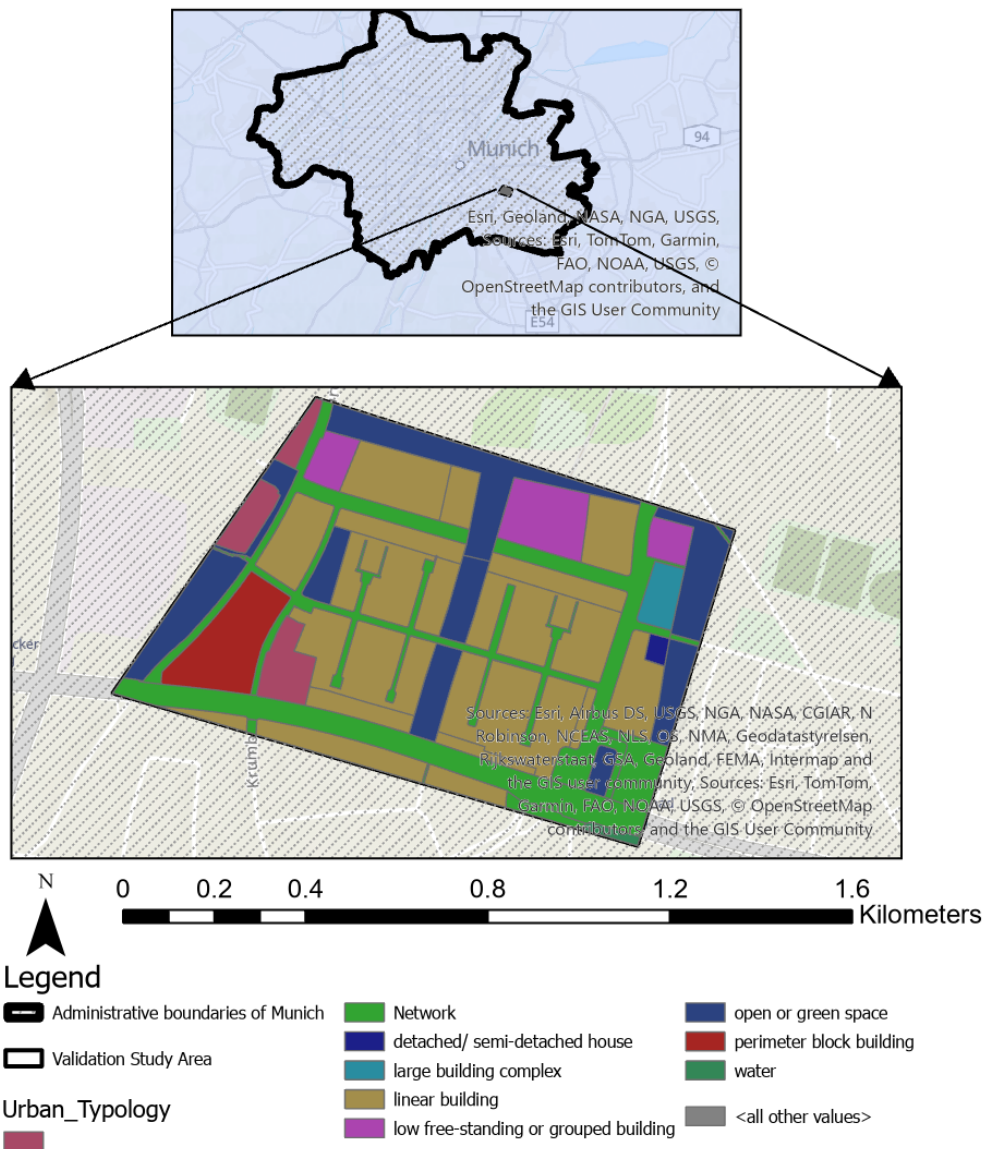 94
Munich
Esri, Geoland, NASA, NGA, USGS,
Sources: Esri, TomTom, Garmin,
FAO, NOAA, USGS, ©
OpenStreetMap contributors, and
the GIS User Community
E54
cker
Krumb
Sources: Esri, Airbus DS, USGS, NGA, NASA, CGIAR, N
Robinson, NCEAS, NLS, OS, NMA, Geodatastyrelsen,
Rijkswaterstaat, GSA, Geoland, FEMA, Intermap and
the GIS user community, Sources: Esri, TomTom,
Garmin, FAO, NOAA, USGS, © OpenStreetMap
contributors, and the GIS User Community
N
0 0.2 0.4 0.8 1.2 1.6
Kilometers
Legend
Administrative boundaries of Munich
Validation Study Area
Urban_Typology
Network
detached/ semi-detached house
large building complex
linear building
low free-standing or grouped building
open or green space
perimeter block building
water
<all other values>